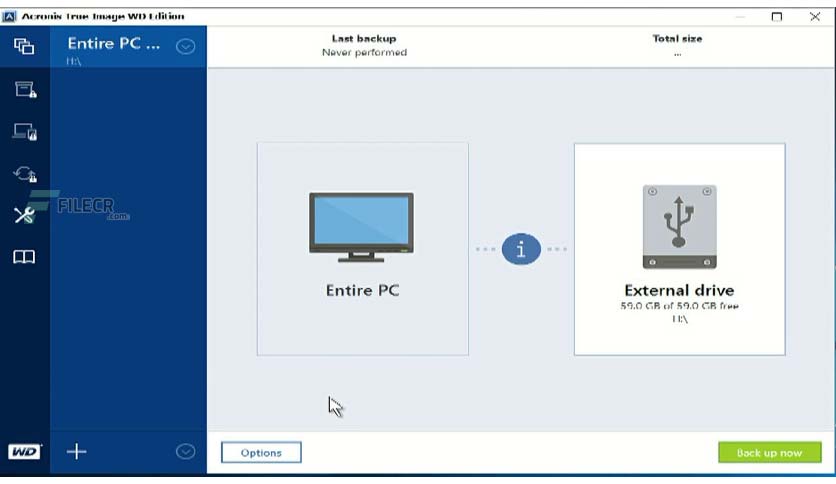 Acronis True Image WD Edition
Entire PC ...
H:\
Last backup
Never performed
Total size
...
FILECR
.com
i
Entire PC
External drive
59.0 GB of 59.0 GB free
H:\
WD
Options
Back up now